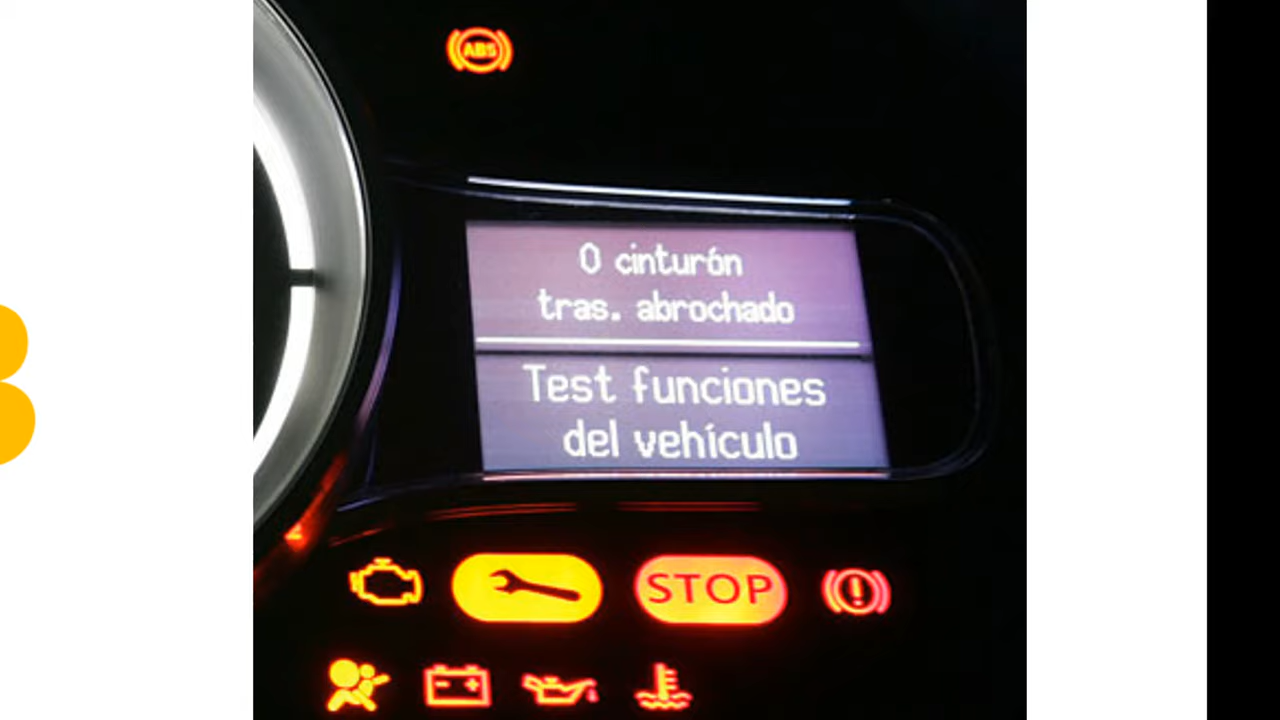 ABS
0 cinturón
tras. abrochado
Test funciones
del vehículo
STOP